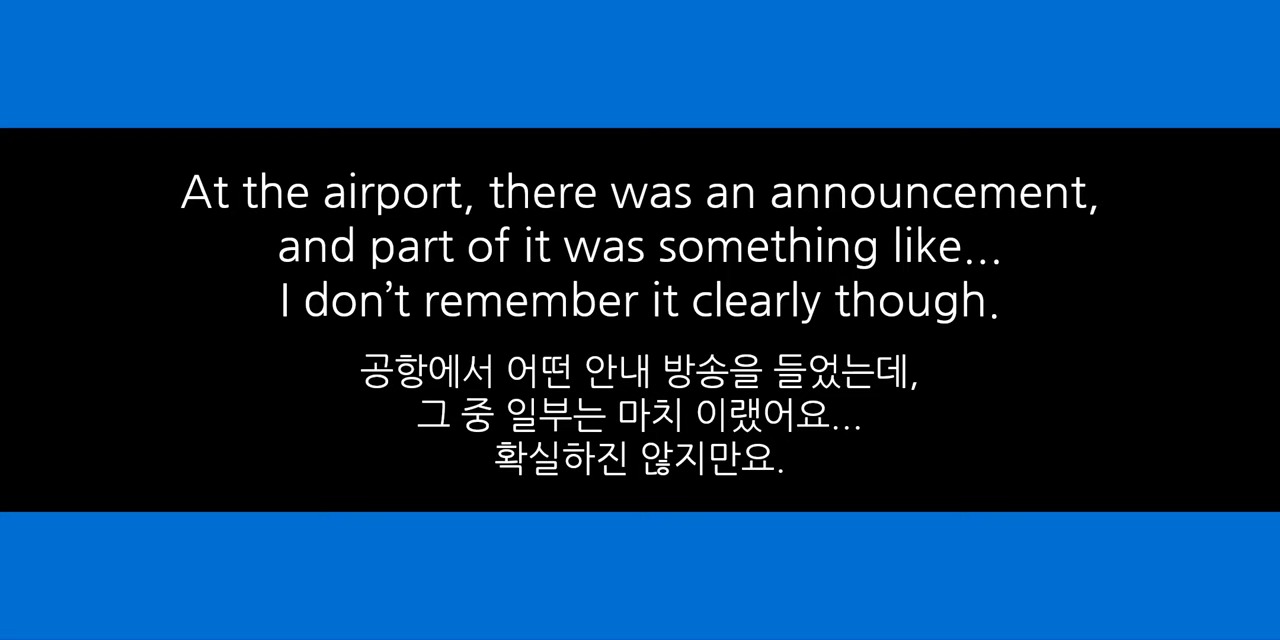 At the airport, there was an announcement,
and part of it was something like...
I don’t remember it clearly though.
공항에서 어떤 안내 방송을 들었는데,
그 중 일부는 마치 이랬어요...
확실하진 않지만요.